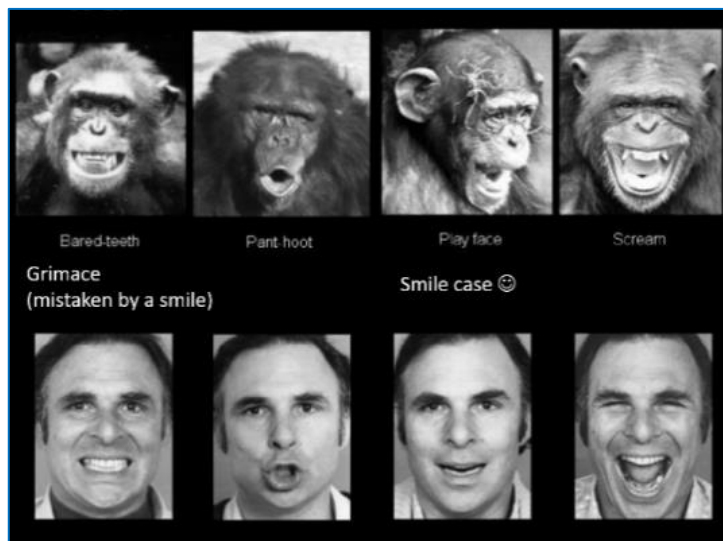 Bared-teeth Pant-hoot Play face Scream
Grimace
(mistaken by a smile)
Smile case ☺